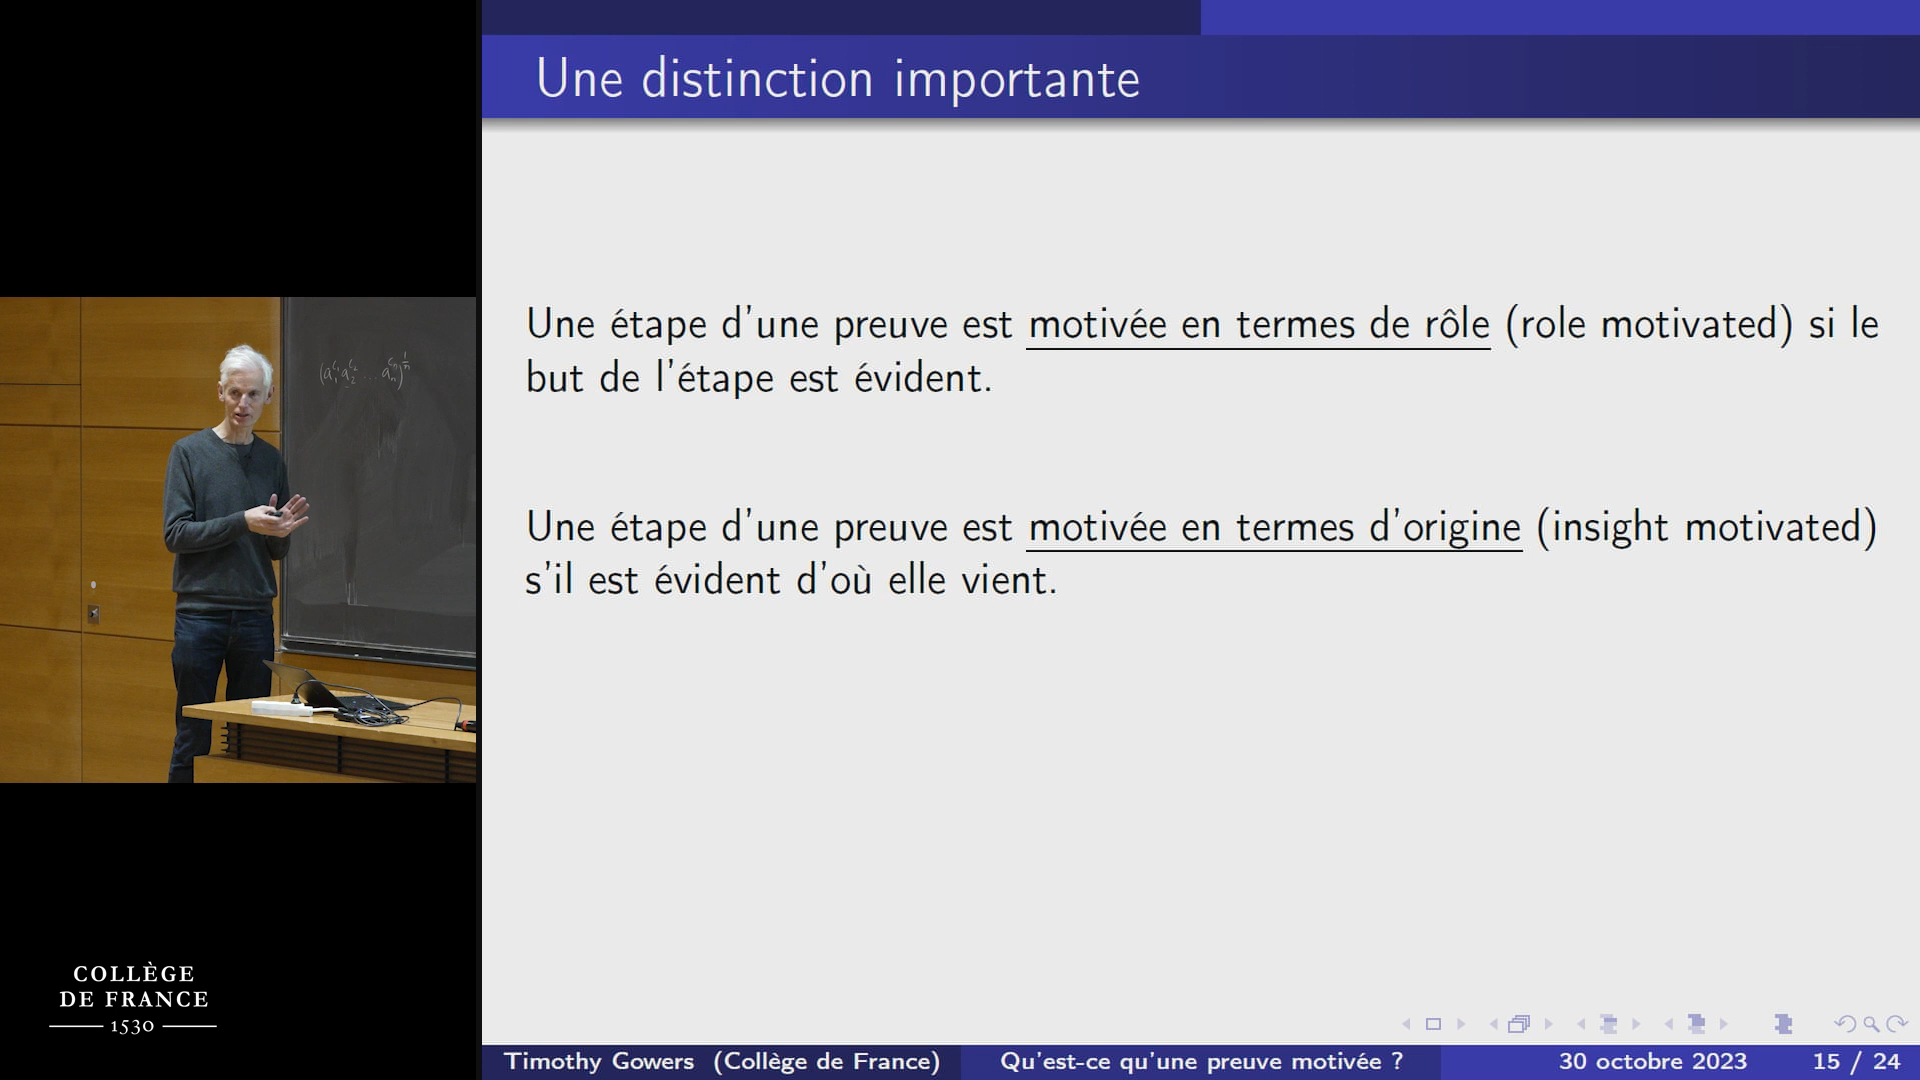 Une distinction importante
Une étape d'une preuve est motivée en termes de rôle (role motivated) si le
but de l'étape est évident.
Une étape d'une preuve est motivée en termes d'origine (insight motivated)
s'il est évident d'où elle vient.
COLLÈGE
DE FRANCE
1530
Timothy Gowers (Collège de France) Qu'est-ce qu'une preuve motivée ? 30 octobre 2023 15 / 24